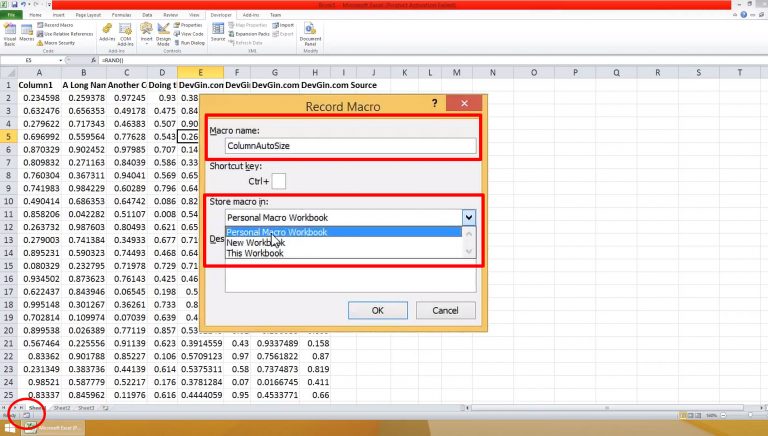 Book1 - Microsoft Excel (Product Activation Failed)
File Home Insert Page Layout Formulas Data Review View Developer Add-Ins Team
Visual Basic Macros Record Macro Use Relative References Macro Security
Add-Ins COM Add-Ins
Insert Design Mode Properties View Code Run Dialog
Source Map Properties Expansion Packs Refresh Data Import Export
Document Panel
Code Add-Ins Controls XML Modify
E5 fx =RAND()
A B C D E F G H I J K L M N O P Q
1 Column1 A Long Nam Another C Doing t DevGin.con DevGin DevGin.com DevGin.com Source
2 0.234598 0.259378 0.97245 0.93 0.38
3 0.632476 0.656353 0.49178 0.475 0.84
4 0.279622 0.717343 0.46383 0.507 0.90
5 0.696992 0.559564 0.77628 0.543 0.26
6 0.870390 0.902452 0.97985 0.707 0.14
7 0.809832 0.271163 0.84039 0.586 0.33
8 0.760304 0.367311 0.94041 0.569 0.65
9 0.741983 0.984229 0.60289 0.796 0.50
10 0.490414 0.686353 0.64742 0.086 0.82
11 0.858206 0.042282 0.51107 0.008 0.54
12 0.263732 0.987608 0.80123 0.461 0.65
13 0.279003 0.741384 0.34933 0.677 0.71
14 0.895231 0.590323 0.44923 0.468 0.33
15 0.080329 0.232795 0.71978 0.729 0.57
16 0.934502 0.873623 0.76143 0.426 0.23
17 0.622437 0.843946 0.06545 0.188 0.31
18 0.995148 0.301267 0.36261 0.733 0.8
19 0.702814 0.109974 0.07039 0.639 0.4
20 0.899538 0.026389 0.77119 0.857
21 0.567464 0.225556 0.91139 0.623 0.3914559 0.43 0.9337489 0.158
22 0.83362 0.901788 0.85227 0.106 0.5709123 0.97 0.7561822 0.87
23 0.231349 0.383736 0.44139 0.614 0.5375311 0.58 0.7374873 0.819
24 0.98521 0.587779 0.52217 0.176 0.3781284 0.07 0.0166745 0.411
25 0.83337 0.845962 0.11976 0.616 0.4444059 0.95 0.4533771 0.66
Record Macro
? x
Macro name:
ColumnAutoSize
Shortcut key:
Ctrl+
Store macro in:
Personal Macro Workbook
Personal Macro Workbook
New Workbook
This Workbook
Des
OK Cancel
Sheet1 Sheet2 Sheet3
Ready
160%
Microsoft Excel (P...